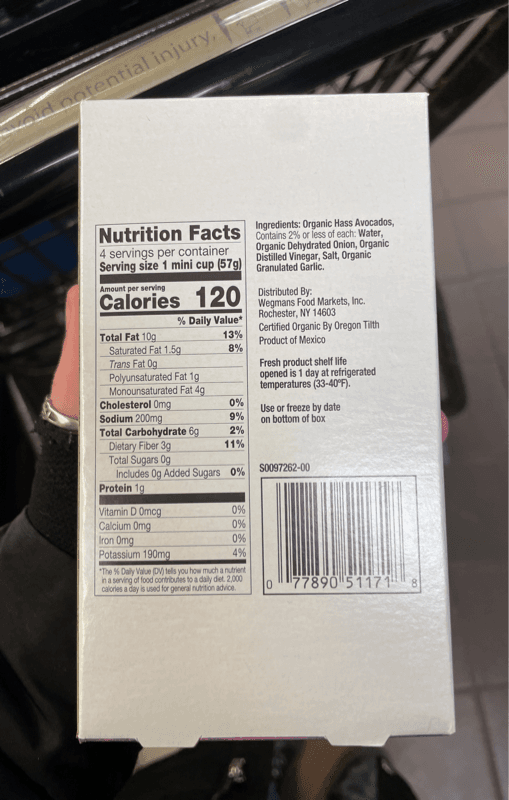 void potential injury,
Nutrition Facts
4 servings per container
Serving size 1 mini cup (57g)
Amount per serving
Calories 120
% Daily Value*
Total Fat 10g 13%
Saturated Fat 1.5g 8%
Trans Fat 0g
Polyunsaturated Fat 1g
Monounsaturated Fat 4g
Cholesterol 0mg 0%
Sodium 200mg 9%
Total Carbohydrate 6g 2%
Dietary Fiber 3g 11%
Total Sugars 0g
Includes 0g Added Sugars 0%
Protein 1g
Vitamin D 0mcg 0%
Calcium 0mg 0%
Iron 0mg 0%
Potassium 190mg 4%
*The % Daily Value (DV) tells you how much a nutrient
in a serving of food contributes to a daily diet. 2,000
calories a day is used for general nutrition advice.
Ingredients: Organic Hass Avocados,
Contains 2% or less of each: Water,
Organic Dehydrated Onion, Organic
Distilled Vinegar, Salt, Organic
Granulated Garlic.
Distributed By:
Wegmans Food Markets, Inc.
Rochester, NY 14603
Certified Organic By Oregon Tilth
Product of Mexico
Fresh product shelf life
opened is 1 day at refrigerated
temperatures (33-40°F).
Use or freeze by date
on bottom of box
S0097262-00
0 77890 51171 8